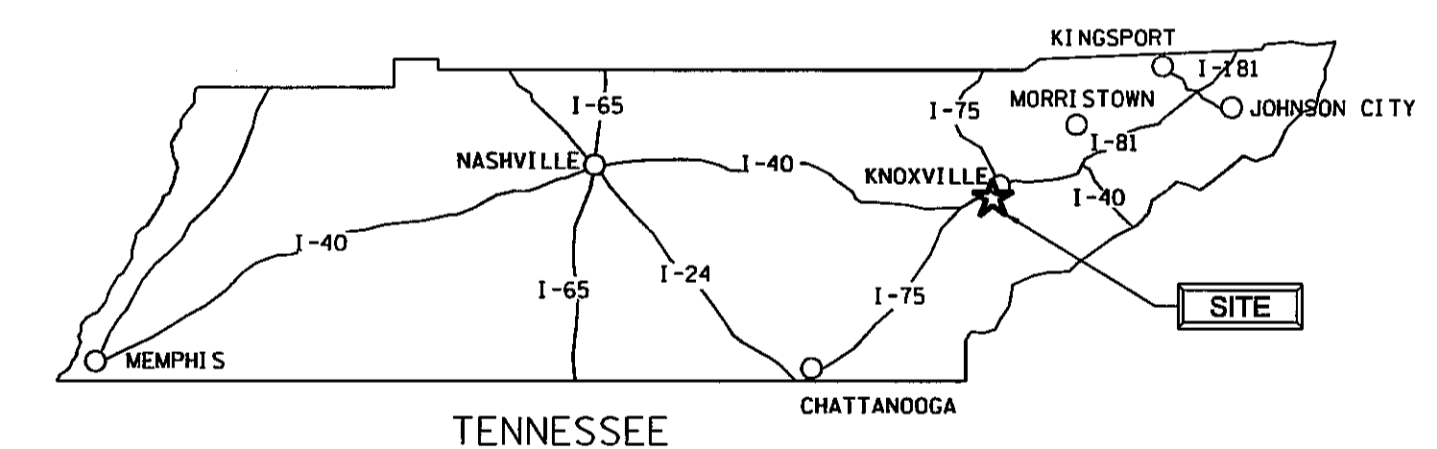 KINGSPORT
I-I81
I-65
I-75
MORRISTOWN
JOHNSON CITY
I-81
NASHVILLE
I-40
KNOXVILLE
I-40
I-40
I-24
I-65
I-75
SITE
MEMPHIS
CHATTANOOGA
TENNESSEE